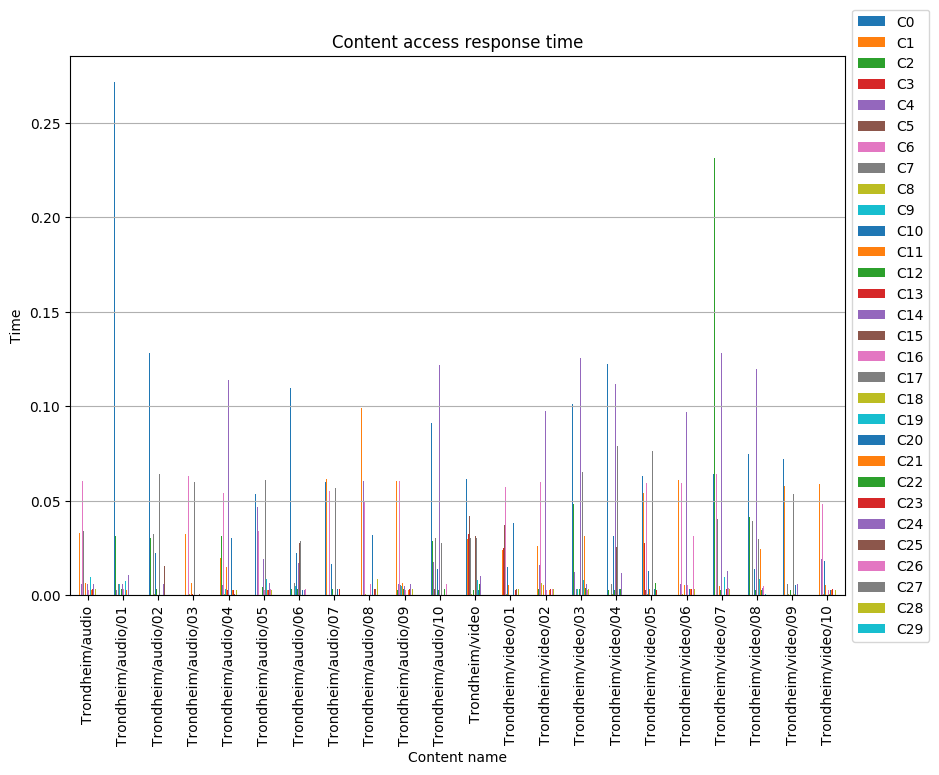 Content access response time
Time
0.25
0.20
0.15
0.10
0.05
0.00
Trondheim/audio
Trondheim/audio/01
Trondheim/audio/02
Trondheim/audio/03
Trondheim/audio/04
Trondheim/audio/05
Trondheim/audio/06
Trondheim/audio/07
Trondheim/audio/08
Trondheim/audio/09
Trondheim/audio/10
Trondheim/video
Trondheim/video/01
Trondheim/video/02
Trondheim/video/03
Trondheim/video/04
Trondheim/video/05
Trondheim/video/06
Trondheim/video/07
Trondheim/video/08
Trondheim/video/09
Trondheim/video/10
Content name
C0
C1
C2
C3
C4
C5
C6
C7
C8
C9
C10
C11
C12
C13
C14
C15
C16
C17
C18
C19
C20
C21
C22
C23
C24
C25
C26
C27
C28
C29